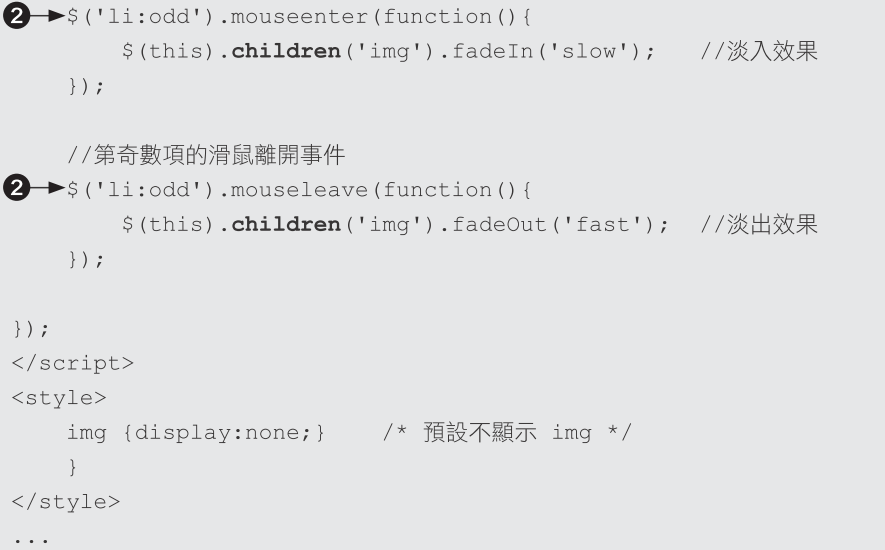 ❷→$('li:odd').mouseenter(function(){
        $(this).children('img').fadeIn('slow');   //淡入效果
    });
    //第奇數項的滑鼠離開事件
❷→$('li:odd').mouseleave(function(){
        $(this).children('img').fadeOut('fast');  //淡出效果
    });
});
</script>
<style>
    img {display:none;}    /* 預設不顯示 img */
    }
</style>
...